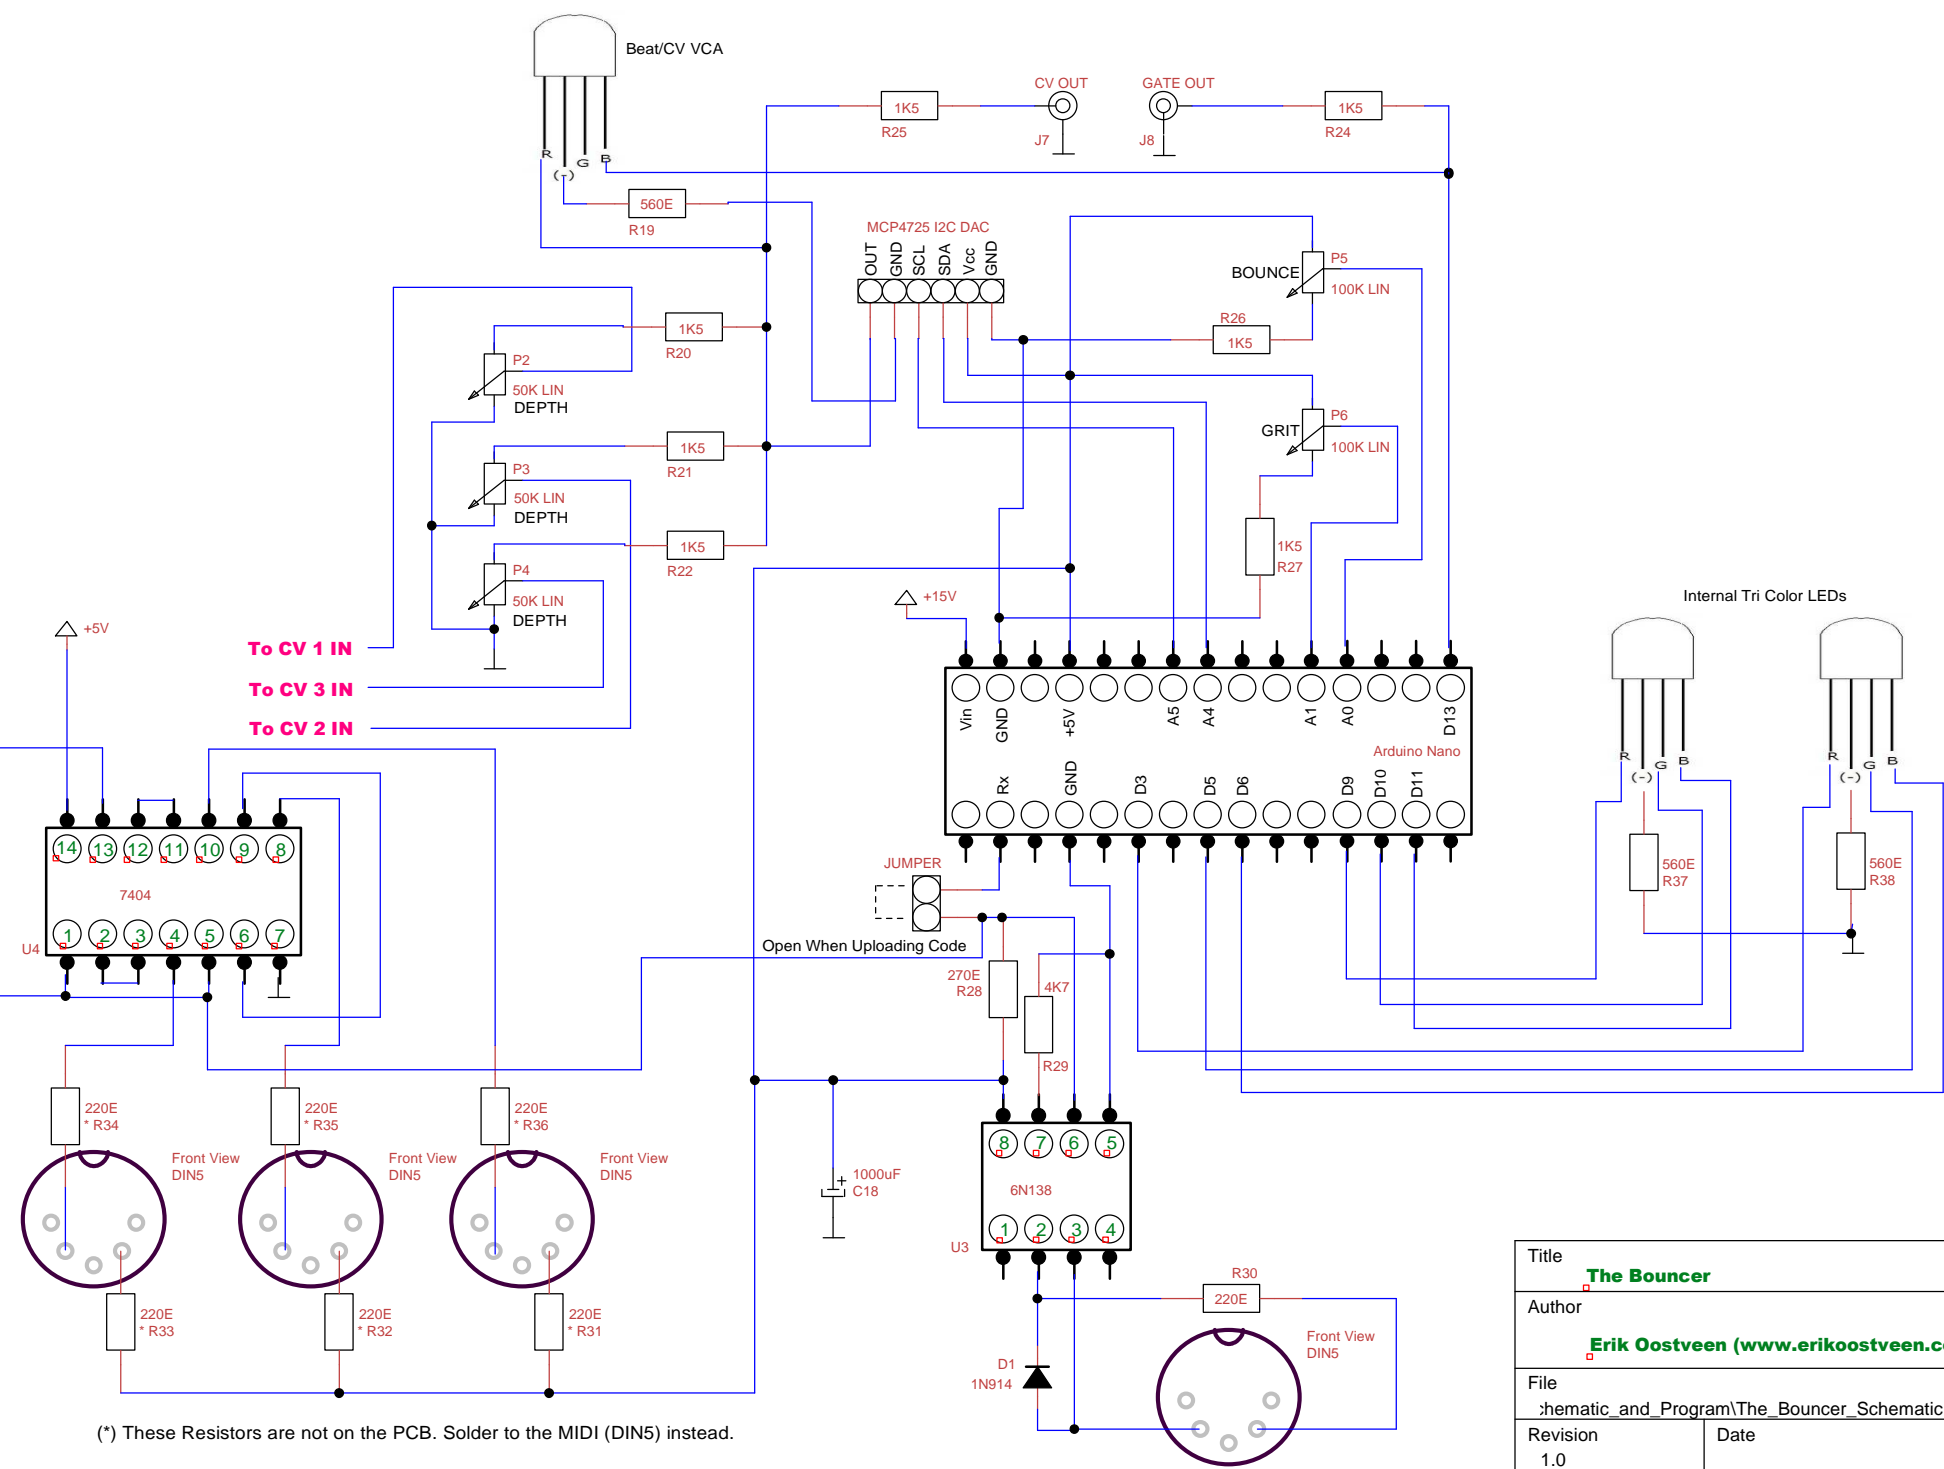 Beat/CV VCA
R
(-)
G
B
560E
R19
1K5
R25
CV OUT
J7
GATE OUT
J8
1K5
R24
MCP4725 I2C DAC
OUT
GND
SCL
SDA
Vcc
GND
BOUNCE
P5
100K LIN
R26
1K5
GRIT
P6
100K LIN
1K5
R27
1K5
R20
P2
50K LIN
DEPTH
1K5
R21
P3
50K LIN
DEPTH
1K5
R22
P4
50K LIN
DEPTH
To CV 1 IN
To CV 3 IN
To CV 2 IN
+5V
+15V
Vin
GND
+5V
A5
A4
A1
A0
D13
Arduino Nano
Rx
GND
D3
D5
D6
D9
D10
D11
Internal Tri Color LEDs
R
(-)
G
B
R
(-)
G
B
560E
R37
560E
R38
14
13
12
11
10
9
8
7404
1
2
3
4
5
6
7
U4
JUMPER
Open When Uploading Code
270E
R28
4K7
R29
220E
* R34
220E
* R35
220E
* R36
Front View
DIN5
Front View
DIN5
Front View
DIN5
220E
* R33
220E
* R32
220E
* R31
+
1000uF
C18
8
7
6
5
6N138
1
2
3
4
U3
R30
220E
D1
1N914
Front View
DIN5
(*) These Resistors are not on the PCB. Solder to the MIDI (DIN5) instead.
Title
The Bouncer
Author
Erik Oostveen (www.erikoostveen.c
File
hematic_and_Program\The_Bouncer_Schematic
Revision
1.0
Date